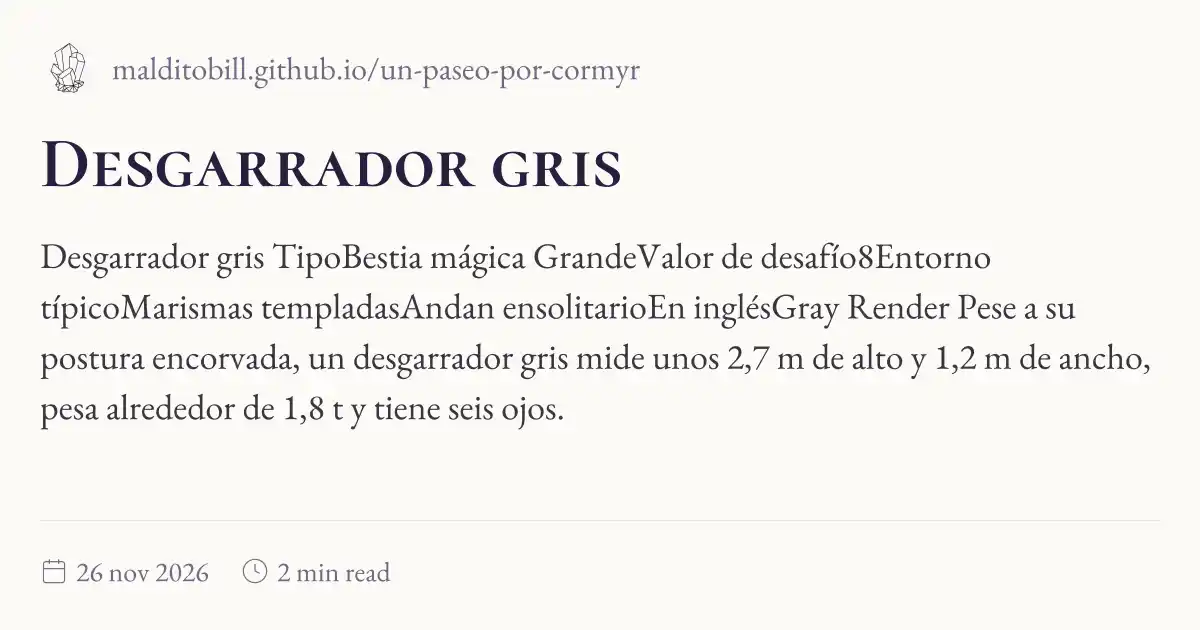 malditobill.github.io/un-paseo-por-cormyr
Desgarrador gris
Desgarrador gris TipoBestia mágica GrandeValor de desafío8Entorno
típicoMarismas templadasAndan ensolitarioEn inglésGray Render Pese a su
postura encorvada, un desgarrador gris mide unos 2,7 m de alto y 1,2 m de ancho,
pesa alrededor de 1,8 t y tiene seis ojos.
26 nov 2026 2 min read